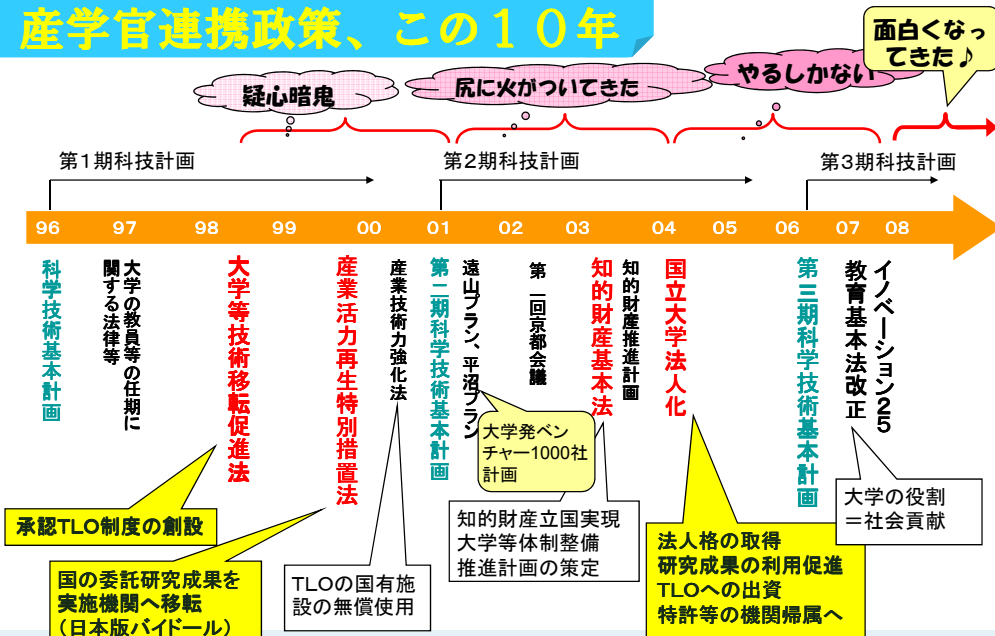 産学官連携政策、この１０年
面白くなっ
てきた♪
疑心暗鬼
尻に火がついてきた
やるしかない
第1期科技計画
第2期科技計画
第3期科技計画
96 97 98 99 00 01 02 03 04 05 06 07 08
科学技術基本計画
大学の教員等の任期に
関する法律等
大学等技術移転促進法
産業活力再生特別措置法
産業技術力強化法
第二期科学技術基本計画
遠山プラン、平沼プラン
第一回京都会議
知的財産基本法
知的財産推進計画
国立大学法人化
第三期科学技術基本計画
教育基本法改正
イノベーション25
大学発ベン
チャー1000社
計画
承認TLO制度の創設
国の委託研究成果を
実施機関へ移転
（日本版バイドール）
TLOの国有施
設の無償使用
知的財産立国実現
大学等体制整備
推進計画の策定
法人格の取得
研究成果の利用促進
TLOへの出資
特許等の機関帰属へ
大学の役割
＝社会貢献